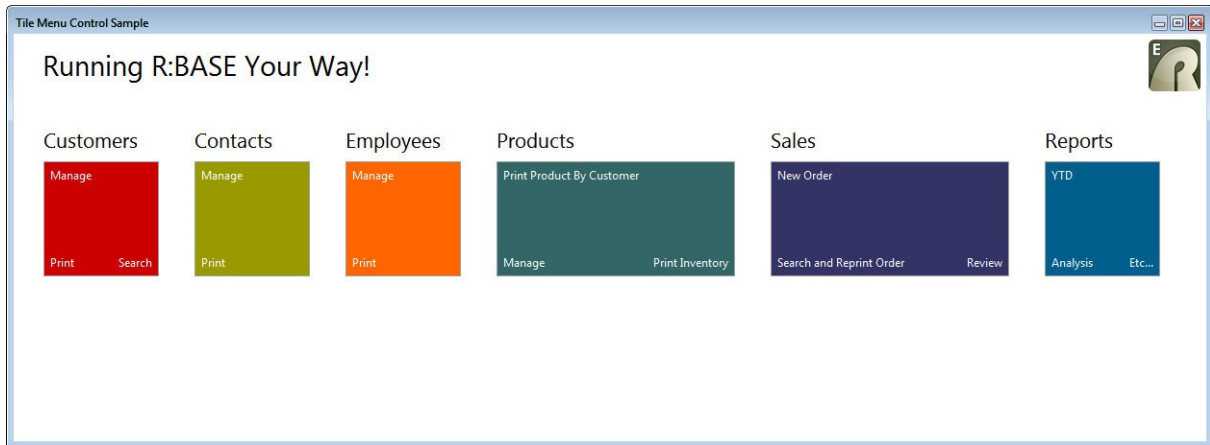 Tile Menu Control Sample
Running R:BASE Your Way!
E
R
Customers Contacts Employees Products Sales Reports
Manage Manage Manage Print Product By Customer New Order YTD
Print Search Print Print Manage Print Inventory Search and Reprint Order Review Analysis Etc...